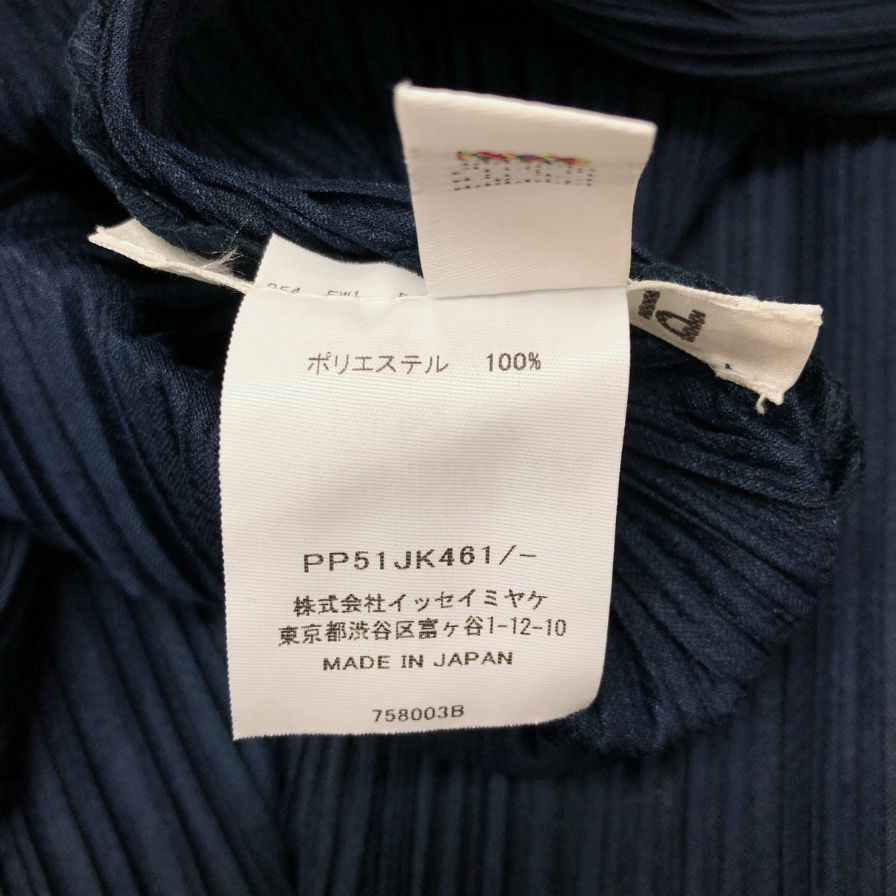 ポリエステル 100%
PP51JK461/-
株式会社イッセイミヤケ
東京都渋谷区富ヶ谷1-12-10
MADE IN JAPAN
758003B